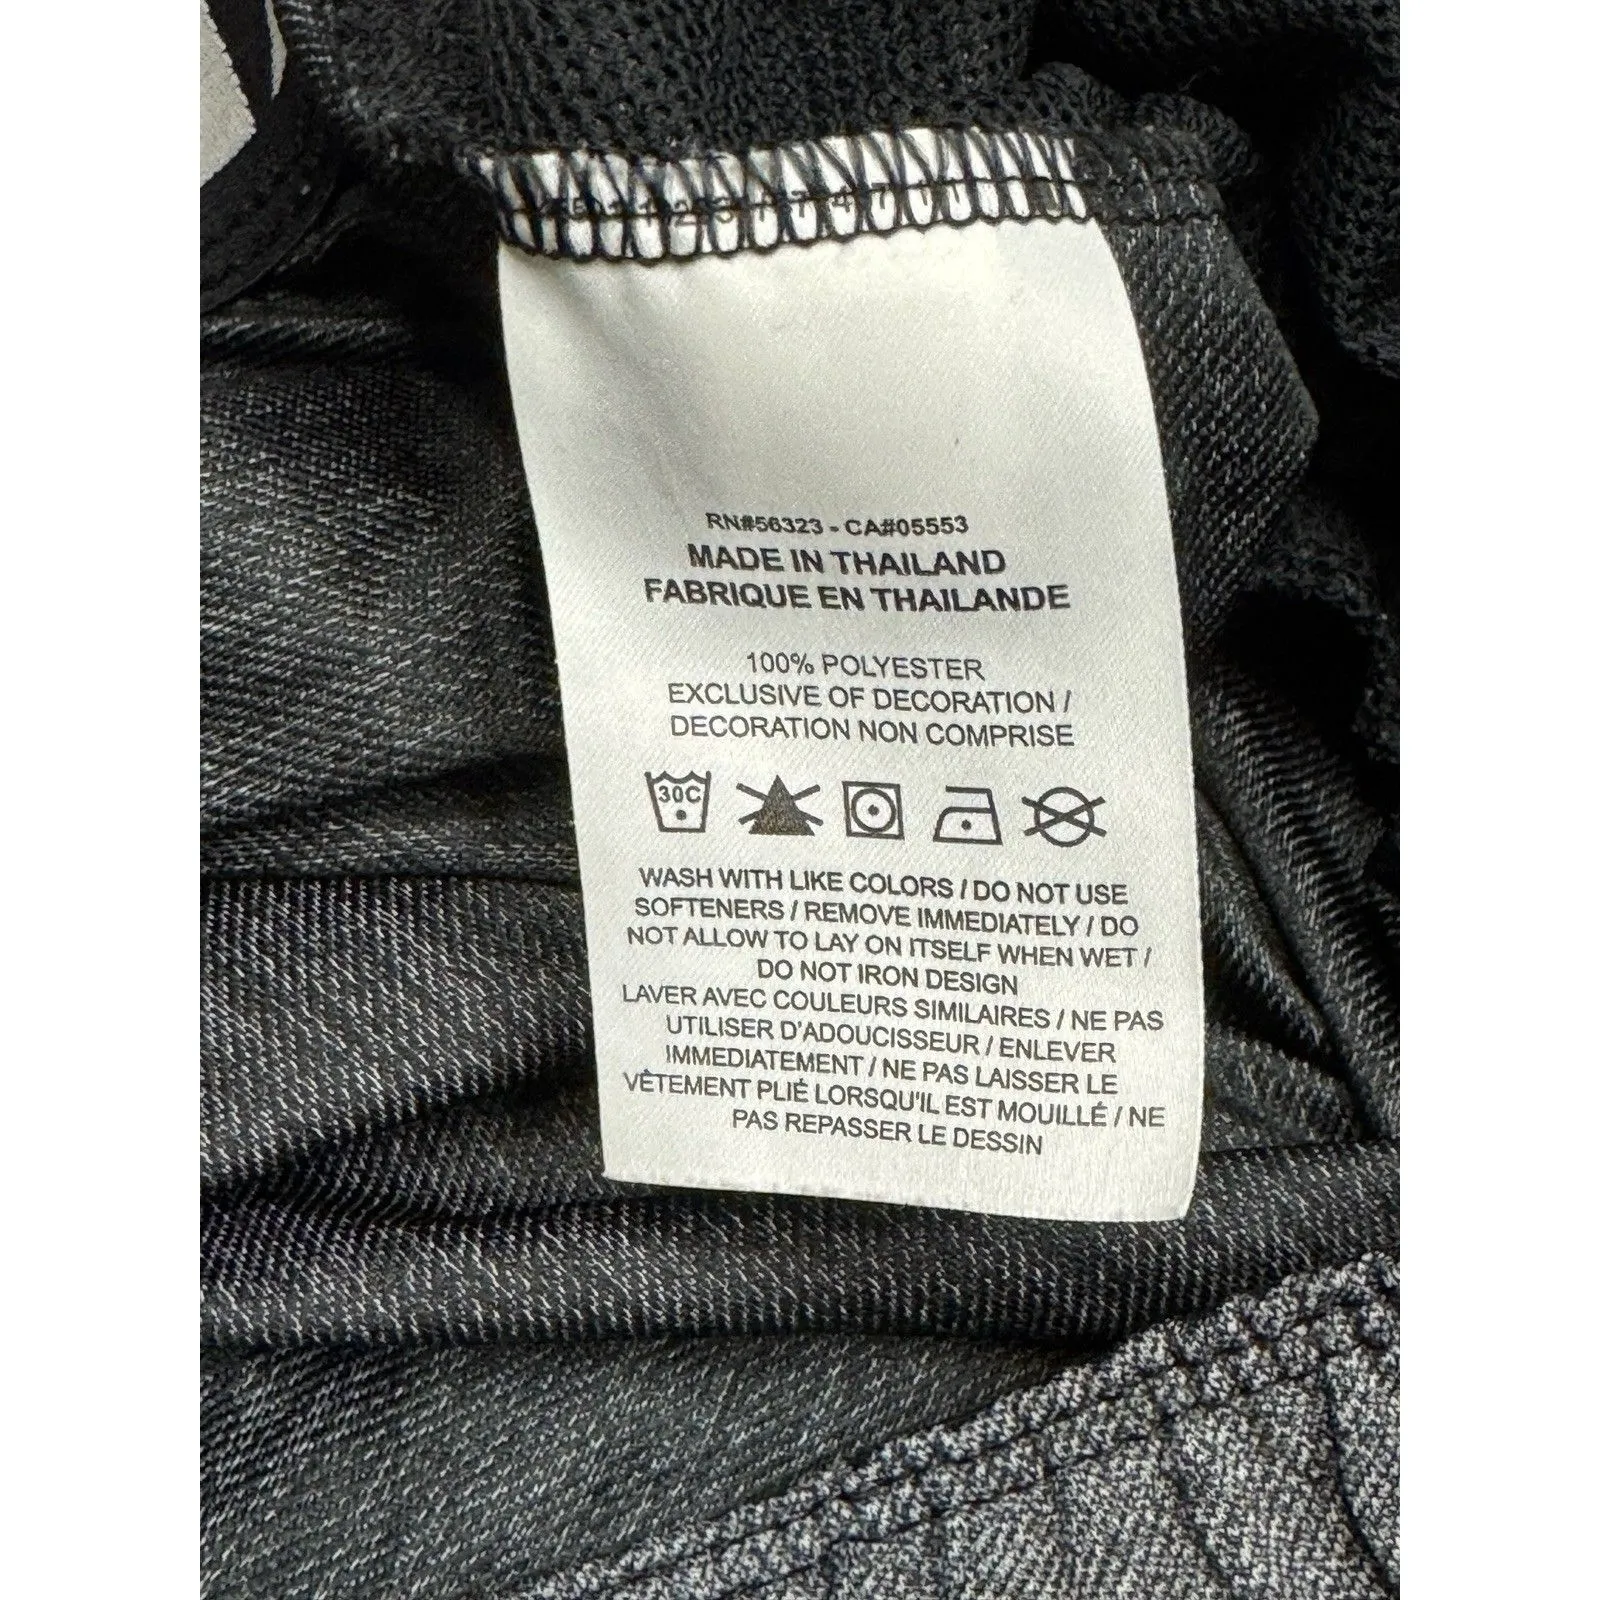 RN#56323 - CA#05553
MADE IN THAILAND
FABRIQUE EN THAILANDE
100% POLYESTER
EXCLUSIVE OF DECORATION /
DECORATION NON COMPRISE
30C
WASH WITH LIKE COLORS / DO NOT USE
SOFTENERS / REMOVE IMMEDIATELY / DO
NOT ALLOW TO LAY ON ITSELF WHEN WET /
DO NOT IRON DESIGN
LAVER AVEC COULEURS SIMILAIRES / NE PAS
UTILISER D'ADOUCISSEUR / ENLEVER
IMMEDIATEMENT / NE PAS LAISSER LE
VÊTEMENT PLIÉ LORSQU'IL EST MOUILLÉ / NE
PAS REPASSER LE DESSIN